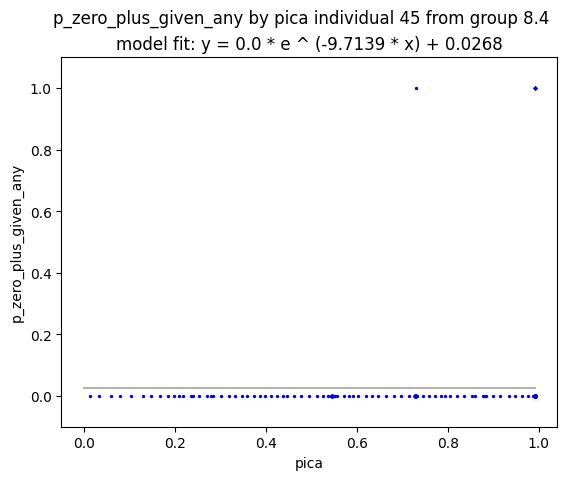 p_zero_plus_given_any by pica individual 45 from group 8.4
model fit: y = 0.0 * e ^ (-9.7139 * x) + 0.0268
1.0
0.8
0.6
0.4
0.2
0.0
p_zero_plus_given_any
0.0 0.2 0.4 0.6 0.8 1.0
pica